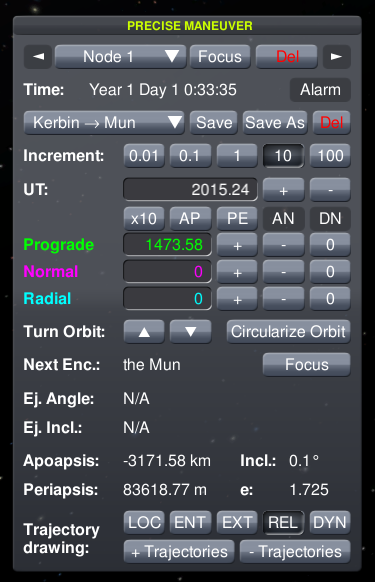 PRECISE MANEUVER
◄ Node 1 ▼ Focus Del ►
Time: Year 1 Day 1 0:33:35 Alarm
Kerbin → Mun ▼ Save Save As Del
Increment: 0.01 0.1 1 10 100
UT: 2015.24 + -
x10 AP PE AN DN
Prograde 1473.58 + - 0
Normal 0 + - 0
Radial 0 + - 0
Turn Orbit: ▲ ▼ Circularize Orbit
Next Enc.: the Mun Focus
Ej. Angle: N/A
Ej. Incl.: N/A
Apoapsis: -3171.58 km Incl.: 0.1°
Periapsis: 83618.77 m e: 1.725
Trajectory drawing: LOC ENT EXT REL DYN
+ Trajectories - Trajectories